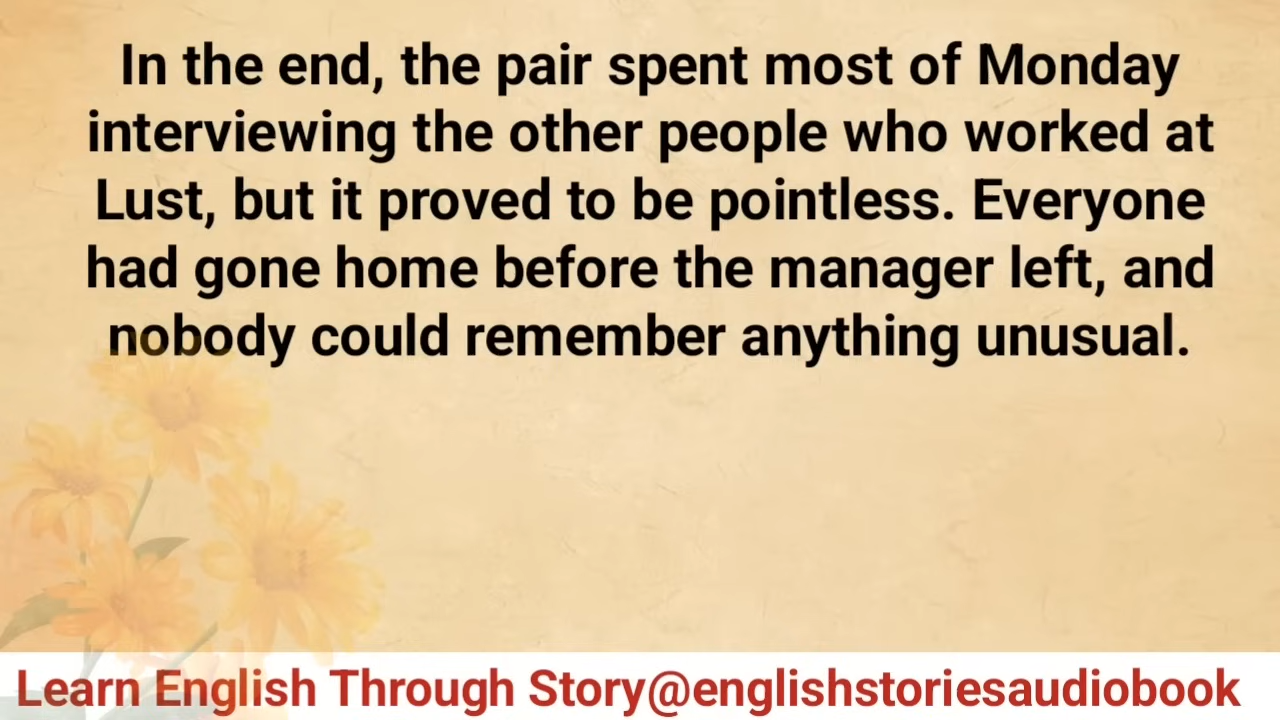 In the end, the pair spent most of Monday
interviewing the other people who worked at
Lust, but it proved to be pointless. Everyone
had gone home before the manager left, and
nobody could remember anything unusual.
Learn English Through Story@englishstoriesaudiobook